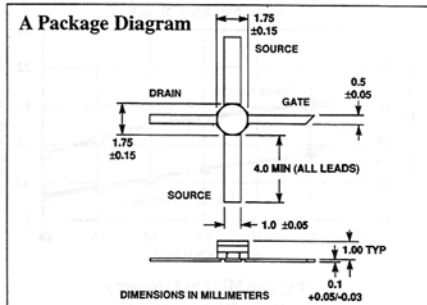 A Package Diagram
1.75
±0.15
SOURCE
DRAIN
GATE
0.5
±0.05
1.75
±0.15
4.0 MIN (ALL LEADS)
SOURCE
1.0 ±0.05
1.00 TYP
0.1
+0.05/-0.03
DIMENSIONS IN MILLIMETERS